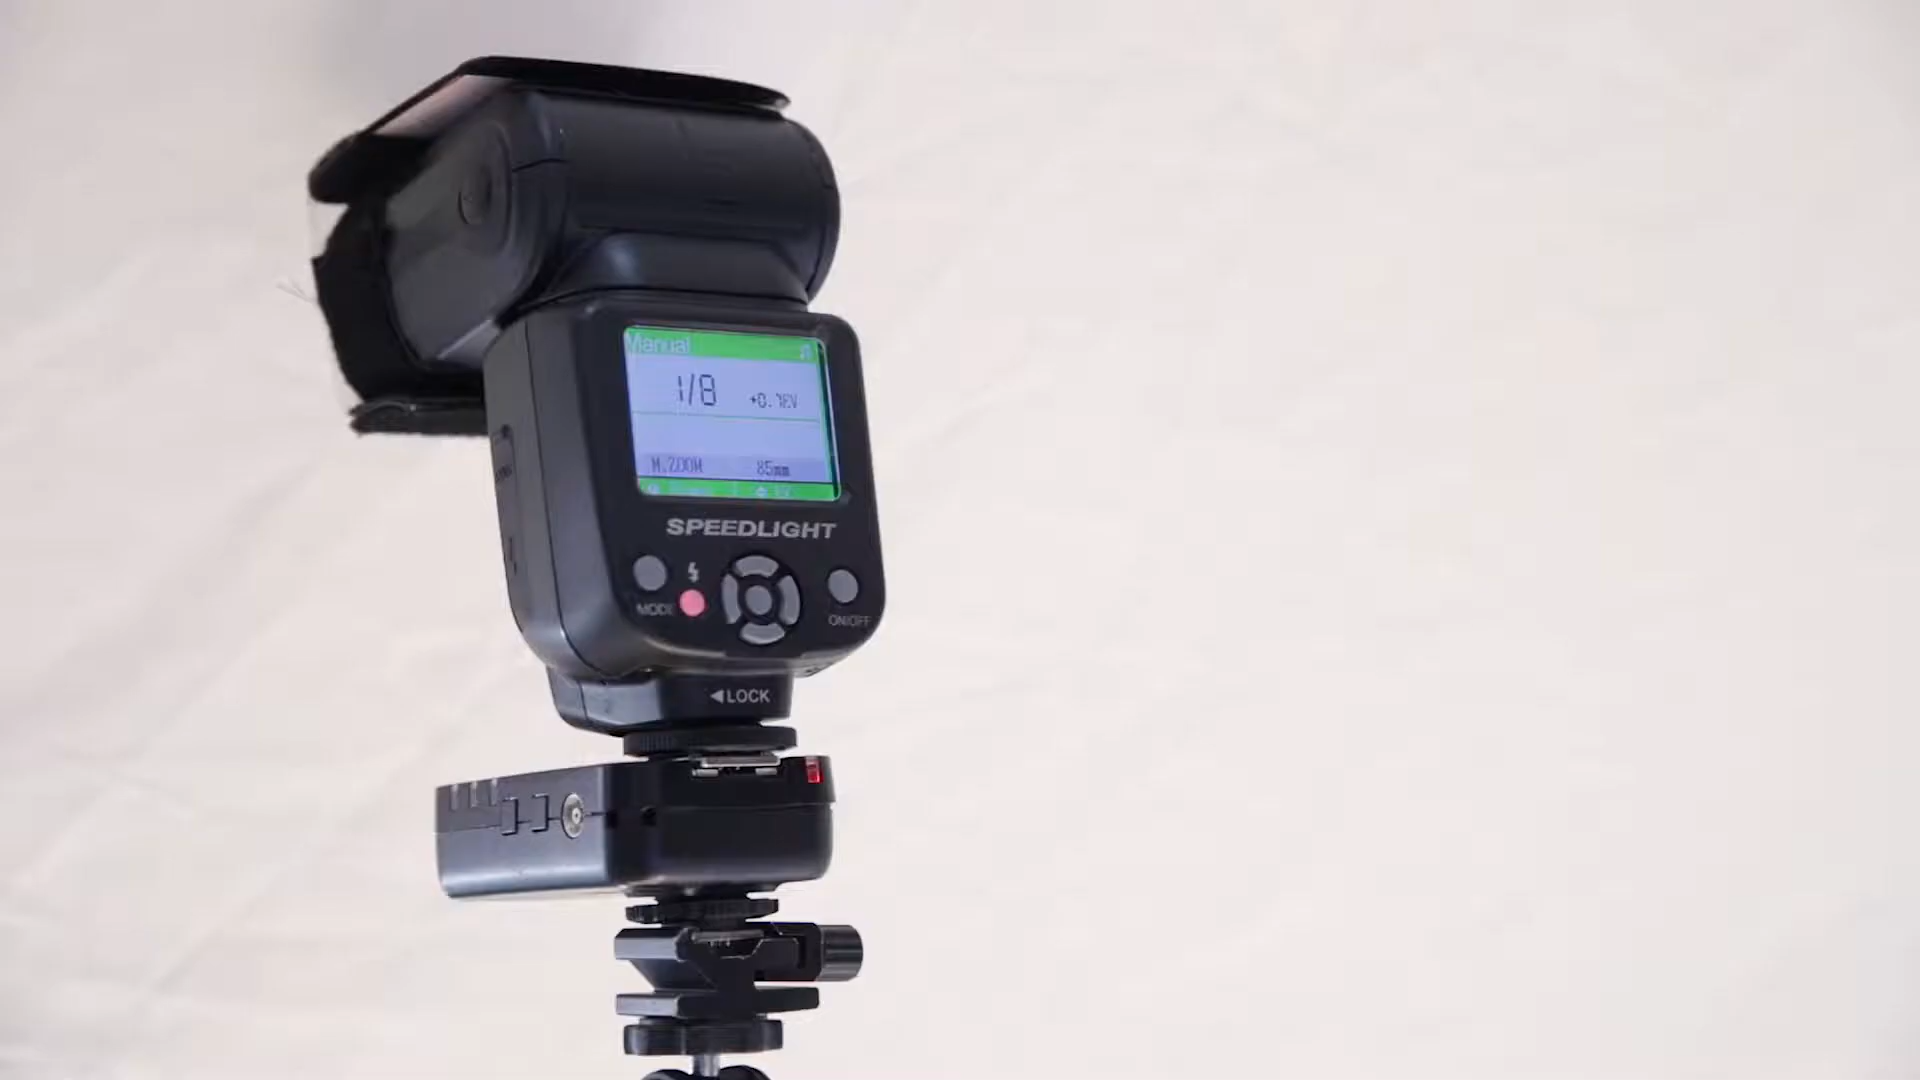 Manual
1/8 +0.7EV
M.ZOOM 85mm
SPEEDLIGHT
MODE
ON/OFF
◀LOCK